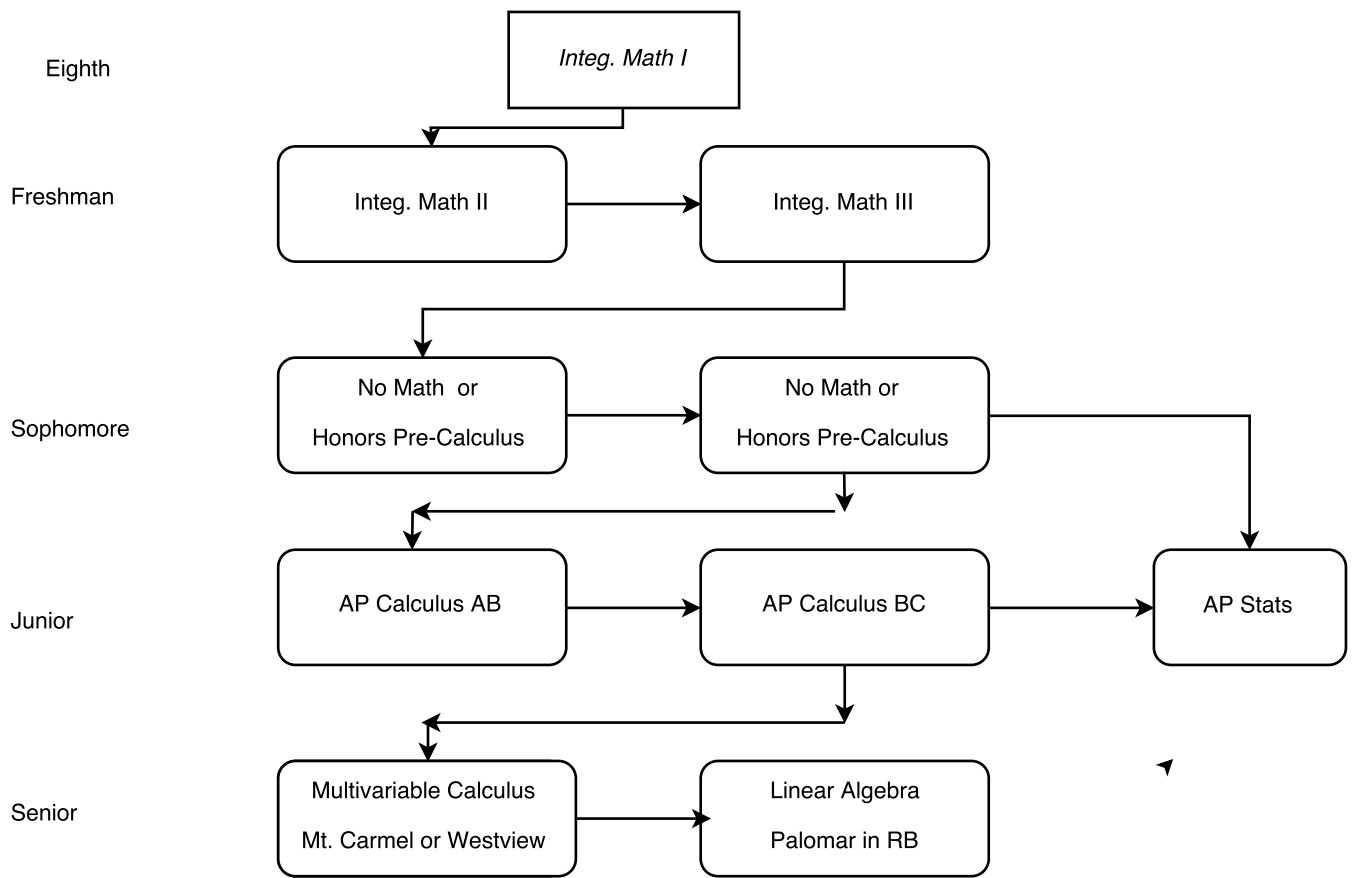 Eighth
Integ. Math I
Freshman
Integ. Math II
Integ. Math III
Sophomore
No Math  or
Honors Pre-Calculus
No Math or
Honors Pre-Calculus
Junior
AP Calculus AB
AP Calculus BC
AP Stats
Senior
Multivariable Calculus
Mt. Carmel or Westview
Linear Algebra
Palomar in RB